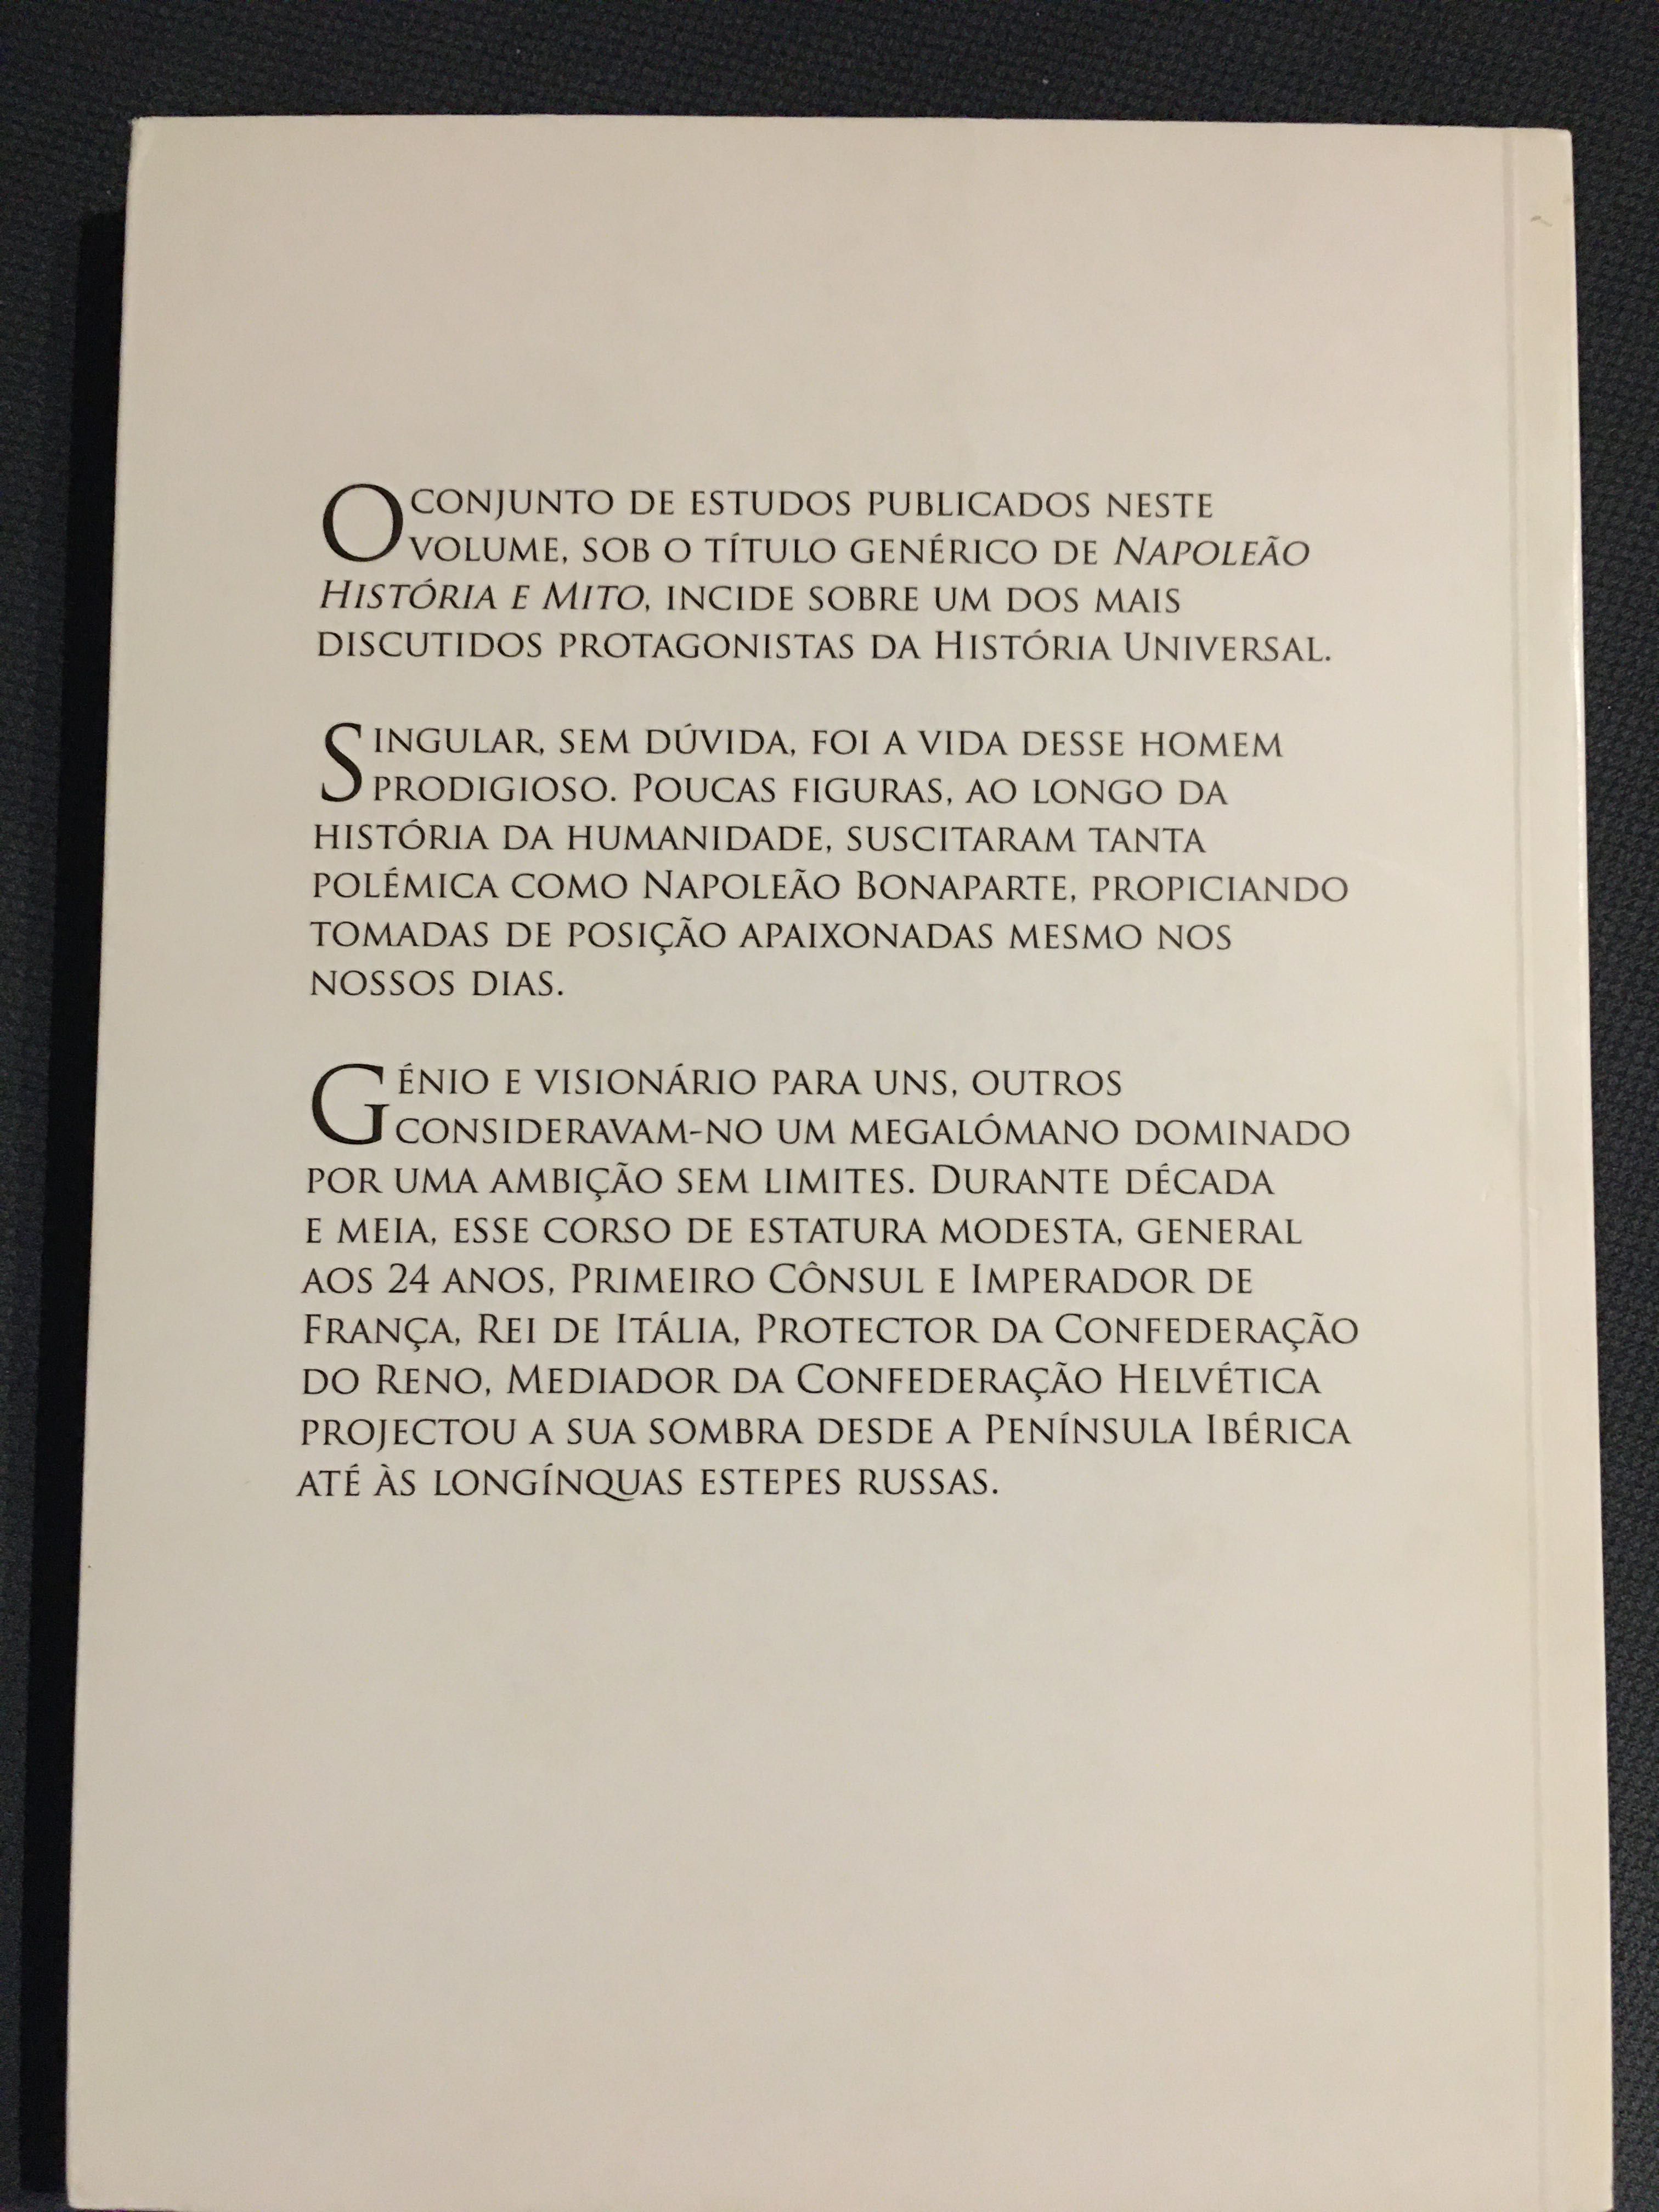 O CONJUNTO DE ESTUDOS PUBLICADOS NESTE
VOLUME, SOB O TÍTULO GENÉRICO DE NAPOLEÃO
HISTÓRIA E MITO, INCIDE SOBRE UM DOS MAIS
DISCUTIDOS PROTAGONISTAS DA HISTÓRIA UNIVERSAL.
SINGULAR, SEM DÚVIDA, FOI A VIDA DESSE HOMEM
PRODIGIOSO. POUCAS FIGURAS, AO LONGO DA
HISTÓRIA DA HUMANIDADE, SUSCITARAM TANTA
POLÉMICA COMO NAPOLEÃO BONAPARTE, PROPICIANDO
TOMADAS DE POSIÇÃO APAIXONADAS MESMO NOS
NOSSOS DIAS.
GÉNIO E VISIONÁRIO PARA UNS, OUTROS
CONSIDERAVAM-NO UM MEGALÓMANO DOMINADO
POR UMA AMBIÇÃO SEM LIMITES. DURANTE DÉCADA
E MEIA, ESSE CORSO DE ESTATURA MODESTA, GENERAL
AOS 24 ANOS, PRIMEIRO CÔNSUL E IMPERADOR DE
FRANÇA, REI DE ITÁLIA, PROTECTOR DA CONFEDERAÇÃO
DO RENO, MEDIADOR DA CONFEDERAÇÃO HELVÉTICA
PROJECTOU A SUA SOMBRA DESDE A PENÍNSULA IBÉRICA
ATÉ ÀS LONGÍNQUAS ESTEPES RUSSAS.